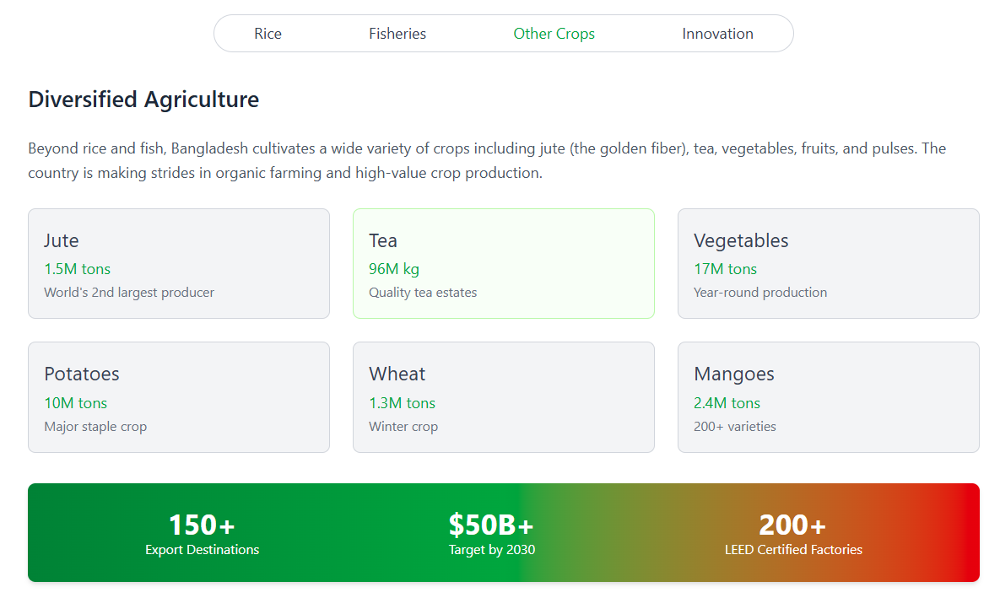 Rice Fisheries Other Crops Innovation
Diversified Agriculture
Beyond rice and fish, Bangladesh cultivates a wide variety of crops including jute (the golden fiber), tea, vegetables, fruits, and pulses. The
country is making strides in organic farming and high-value crop production.
Jute
1.5M tons
World's 2nd largest producer
Tea
96M kg
Quality tea estates
Vegetables
17M tons
Year-round production
Potatoes
10M tons
Major staple crop
Wheat
1.3M tons
Winter crop
Mangoes
2.4M tons
200+ varieties
150+
Export Destinations
$50B+
Target by 2030
200+
LEED Certified Factories